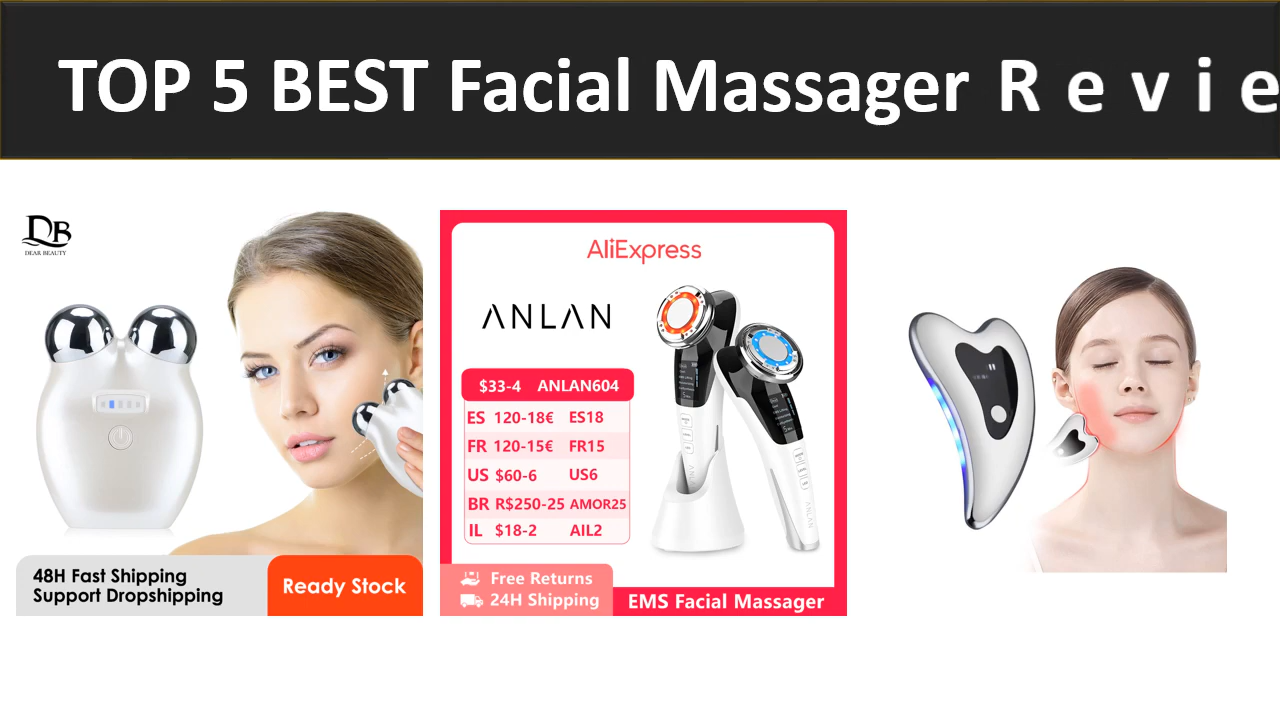 TOP 5 BEST Facial Massager Revie
DB
DEAR BEAUTY
48H Fast Shipping
Support Dropshipping
Ready Stock
AliExpress
ANLAN
$33-4 ANLAN604
ES 120-18€ ES18
FR 120-15€ FR15
US $60-6 US6
BR R$250-25 AMOR25
IL $18-2 AIL2
Free Returns
24H Shipping
EMS Facial Massager
ANLAN